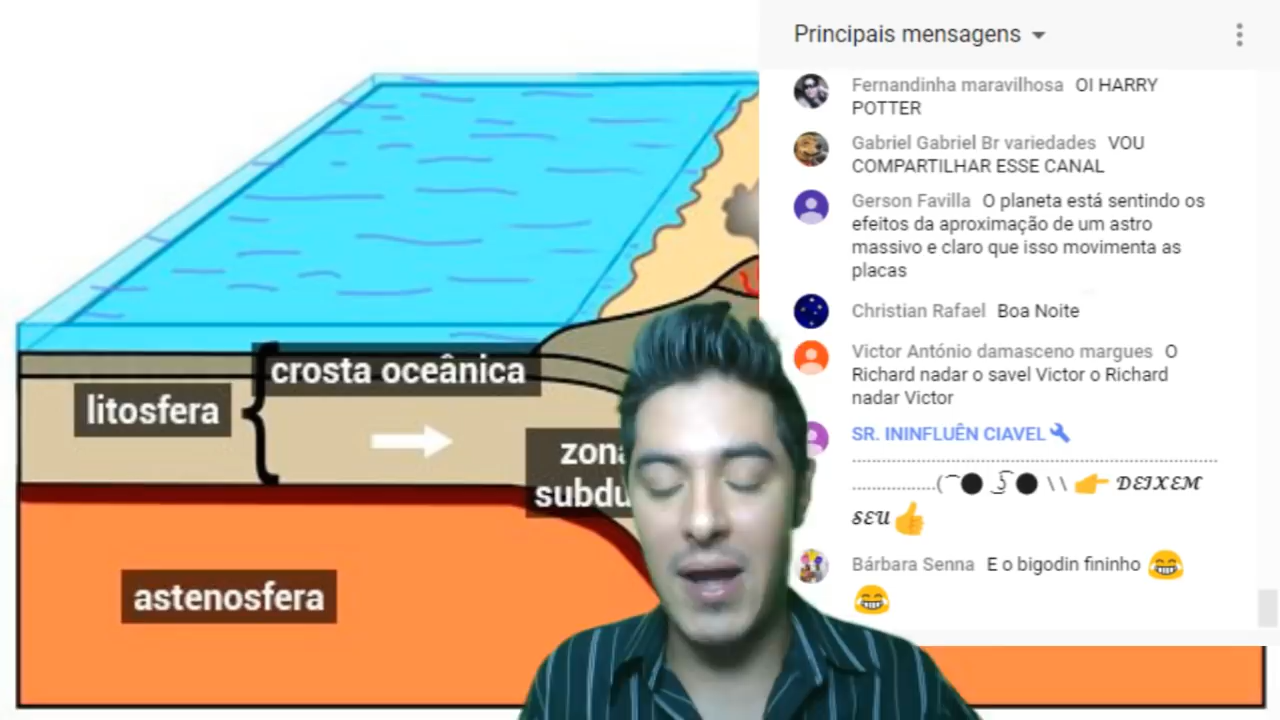 Principais mensagens
Fernandinha maravilhosa OI HARRY
POTTER
Gabriel Gabriel Br variedades VOU
COMPARTILHAR ESSE CANAL
Gerson Favilla O planeta está sentindo os
efeitos da aproximação de um astro
massivo e claro que isso movimenta as
placas
Christian Rafael Boa Noite
Victor António damasceno margues O
Richard nadar o savel Victor o Richard
nadar Victor
SR. ININFLUÊN CIAVEL
𝓓𝓔𝓘𝓧𝓔𝓜
𝓢𝓔𝓤
Bárbara Senna E o bigodin fininho 😂
😂
crosta oceânica
litosfera
astenosfera